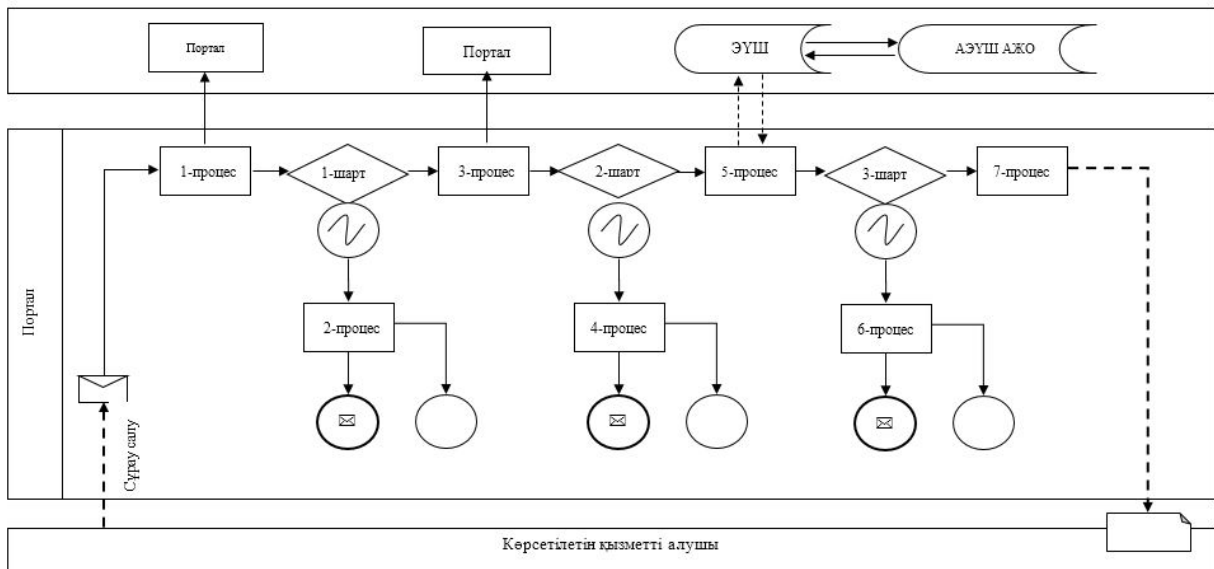 Портал
Портал
ЭҮШ
АЭҮШ АЖО
1-процес
1-шарт
3-процес
2-шарт
5-процес
3-шарт
7-процес
Портал
2-процес
4-процес
6-процес
Сұрау салу
Көрсетілетін қызметті алушы